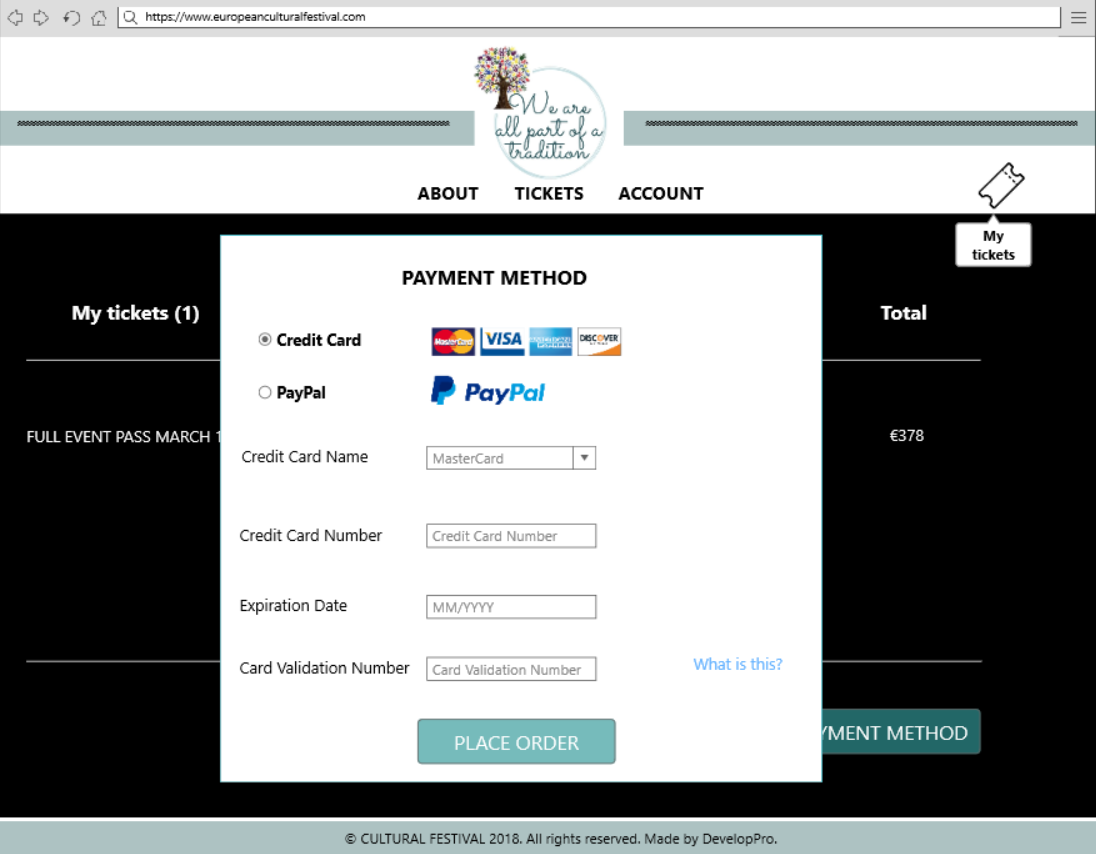 https://www.europeanculturalfestival.com
We are
all part of a
tradition
ABOUT TICKETS ACCOUNT
My
tickets
PAYMENT METHOD
My tickets (1)
Total
Credit Card
MasterCard VISA DISCOVER
PayPal
PayPal
FULL EVENT PASS MARCH 1
€378
Credit Card Name
MasterCard
Credit Card Number
Credit Card Number
Expiration Date
MM/YYYY
Card Validation Number
Card Validation Number
What is this?
PLACE ORDER
YMENT METHOD
© CULTURAL FESTIVAL 2018. All rights reserved. Made by DevelopPro.